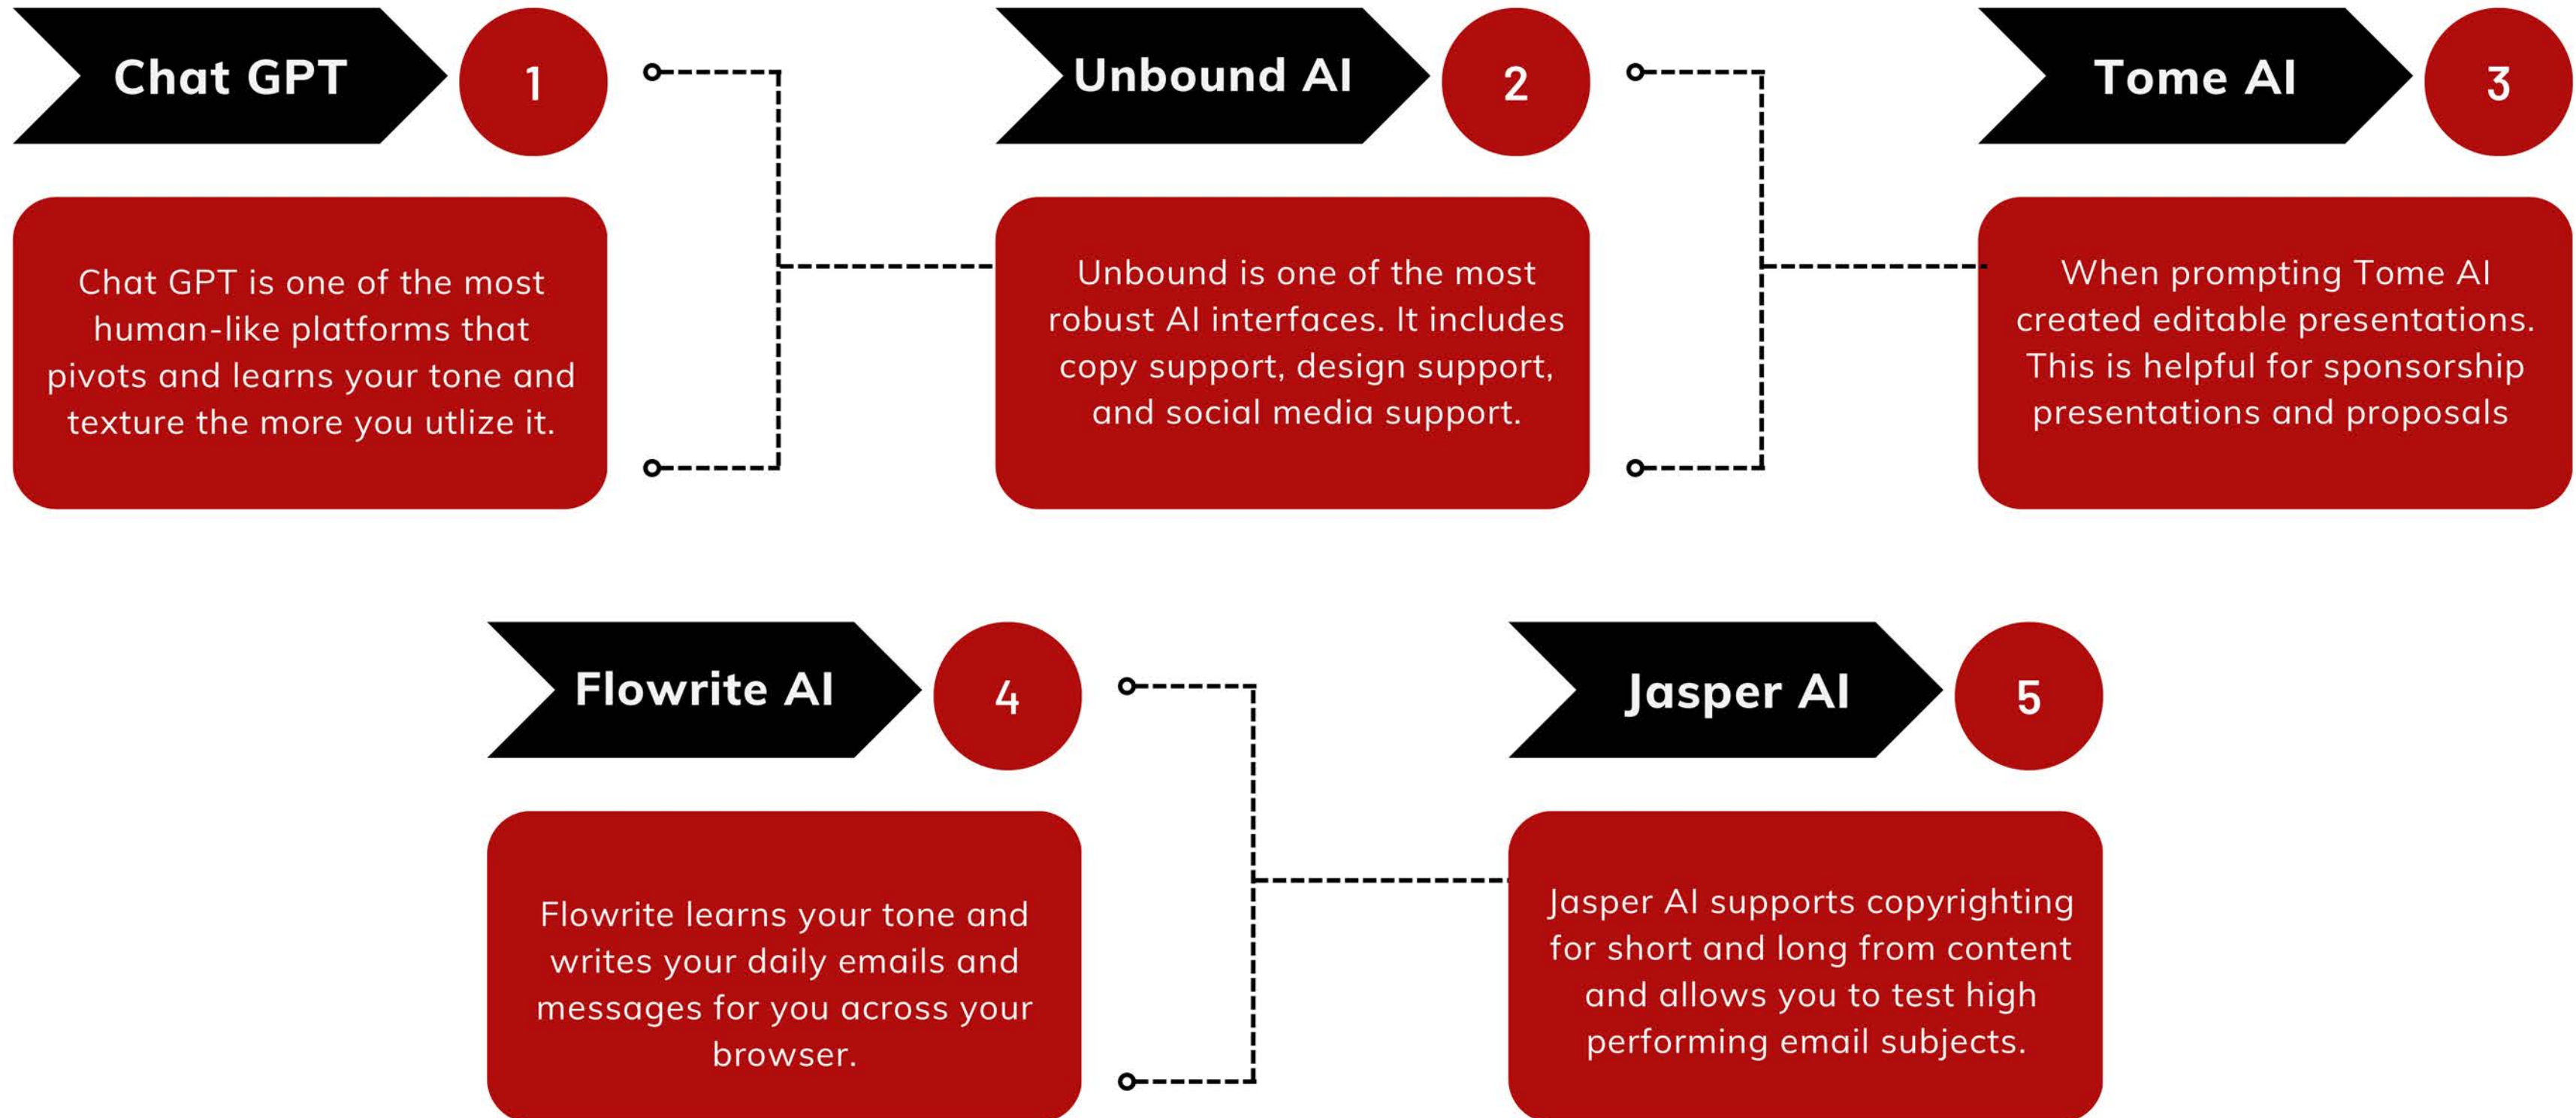 Chat GPT
1
Chat GPT is one of the most
human-like platforms that
pivots and learns your tone and
texture the more you utlize it.
Unbound AI
2
Unbound is one of the most
robust AI interfaces. It includes
copy support, design support,
and social media support.
Tome AI
3
When prompting Tome AI
created editable presentations.
This is helpful for sponsorship
presentations and proposals
Flowrite AI
4
Flowrite learns your tone and
writes your daily emails and
messages for you across your
browser.
Jasper AI
5
Jasper AI supports copyrighting
for short and long from content
and allows you to test high
performing email subjects.